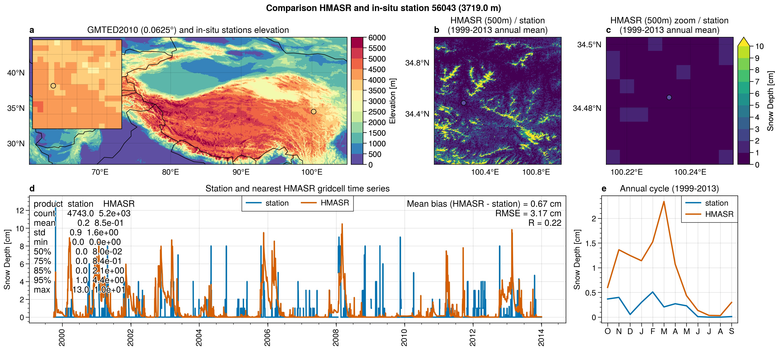 Comparison HMASR and in-situ station 56043 (3719.0 m)
a GMTED2010 (0.0625°) and in-situ stations elevation
40°N
35°N
30°N
70°E 80°E 90°E 100°E
6000
5500
5000
4500
4000
3500
3000
2500
2000
1500
1000
500
0
Elevation [m]
b HMASR (500m) / station
(1999-2013 annual mean)
34.8°N
34.4°N
100.4°E 100.8°E
c HMASR (500m) zoom / station
(1999-2013 annual mean)
34.5°N
34.48°N
100.22°E 100.24°E
10
9
8
7
6
5
4
3
2
1
0
Snow Depth [cm]
d Station and nearest HMASR gridcell time series
product station HMASR
count 4743.0 5.2e+03
mean 0.2 8.5e-01
std 0.9 1.6e+00
min 0.0 0.0e+00
50%
75%
85%
95%
max 13.0
station HMASR
Mean bias (HMASR - station) = 0.67 cm
RMSE = 3.17 cm
R = 0.22
12
10
8
6
4
2
0
Snow Depth [cm]
2000 2002 2004 2006 2008 2010 2012 2014
e Annual cycle (1999-2013)
station
HMASR
2
1.5
1
0.5
0
Snow Depth [cm]
O N D J F M A M J J A S